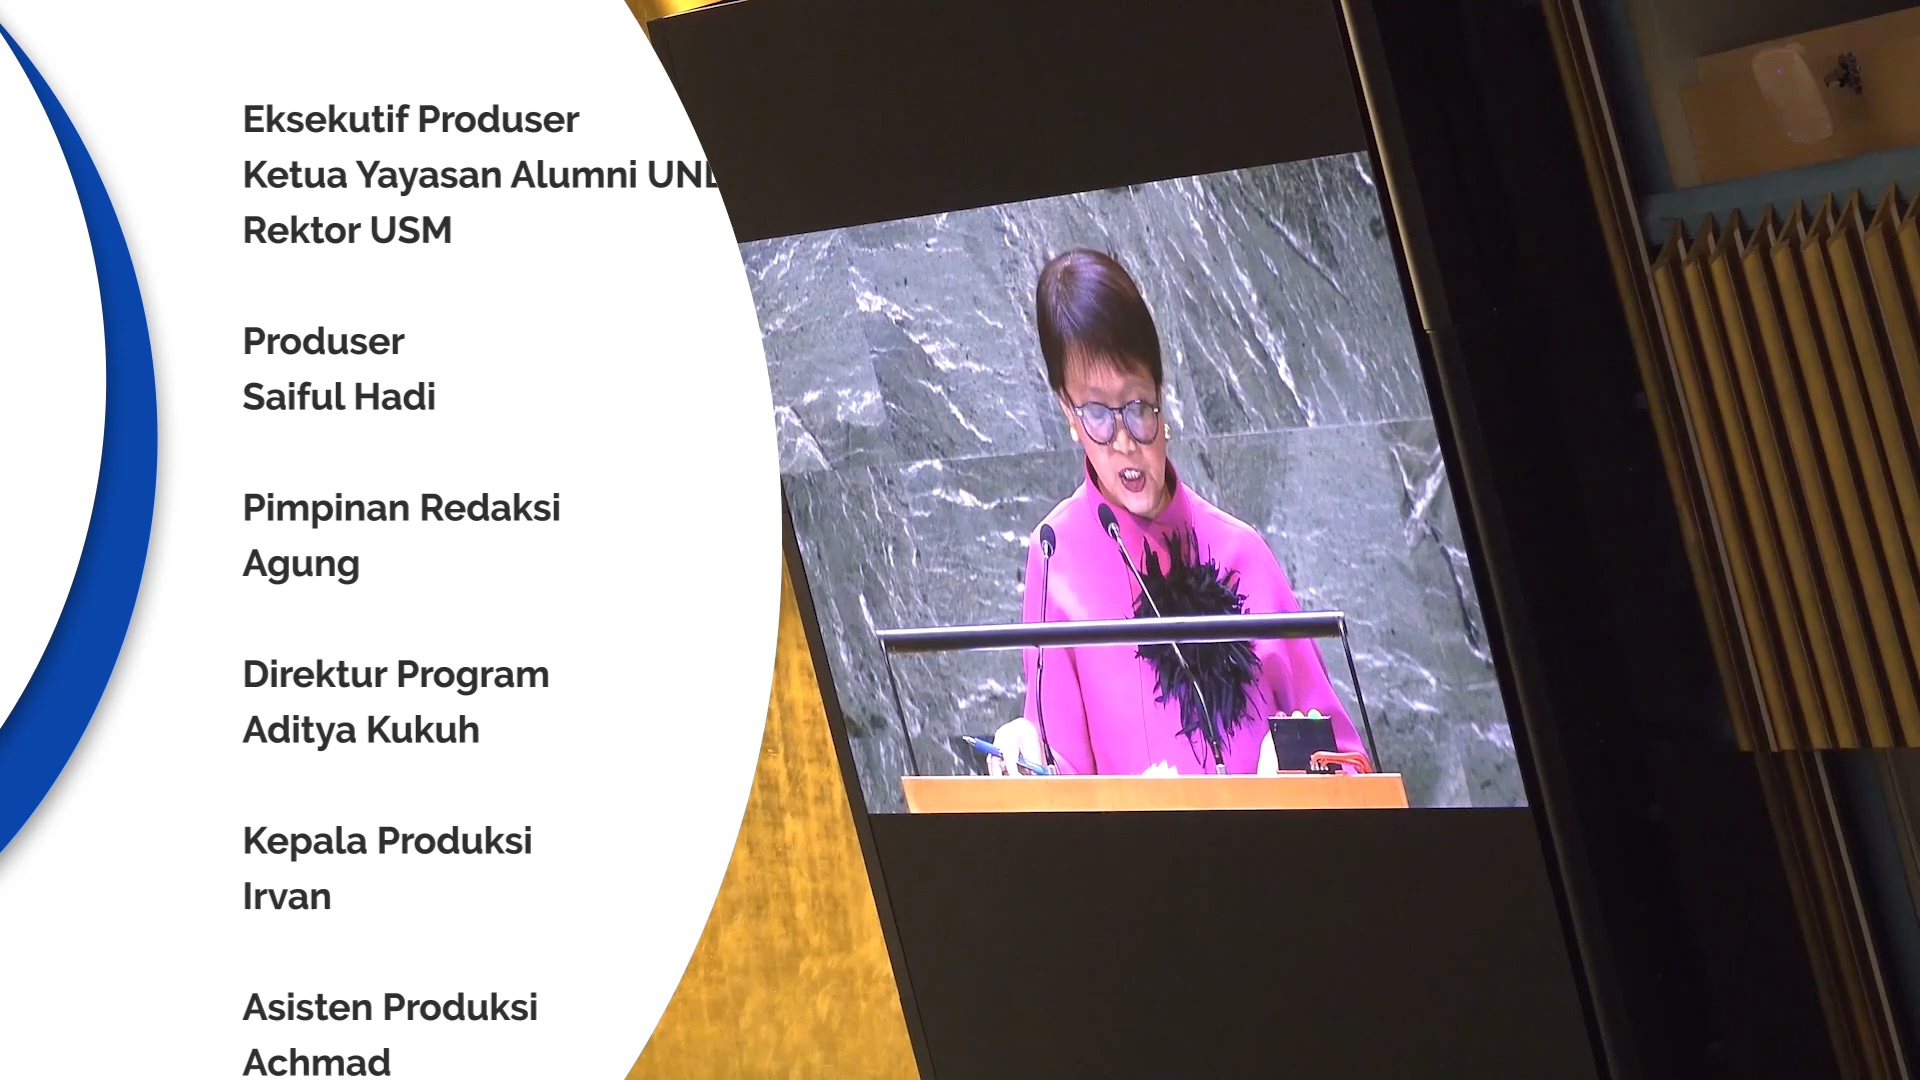 Eksekutif Produser
Ketua Yayasan Alumni
Rektor USM
Produser
Saiful Hadi
Pimpinan Redaksi
Agung
Direktur Program
Aditya Kukuh
Kepala Produksi
Irvan
Asisten Produksi
Achmad